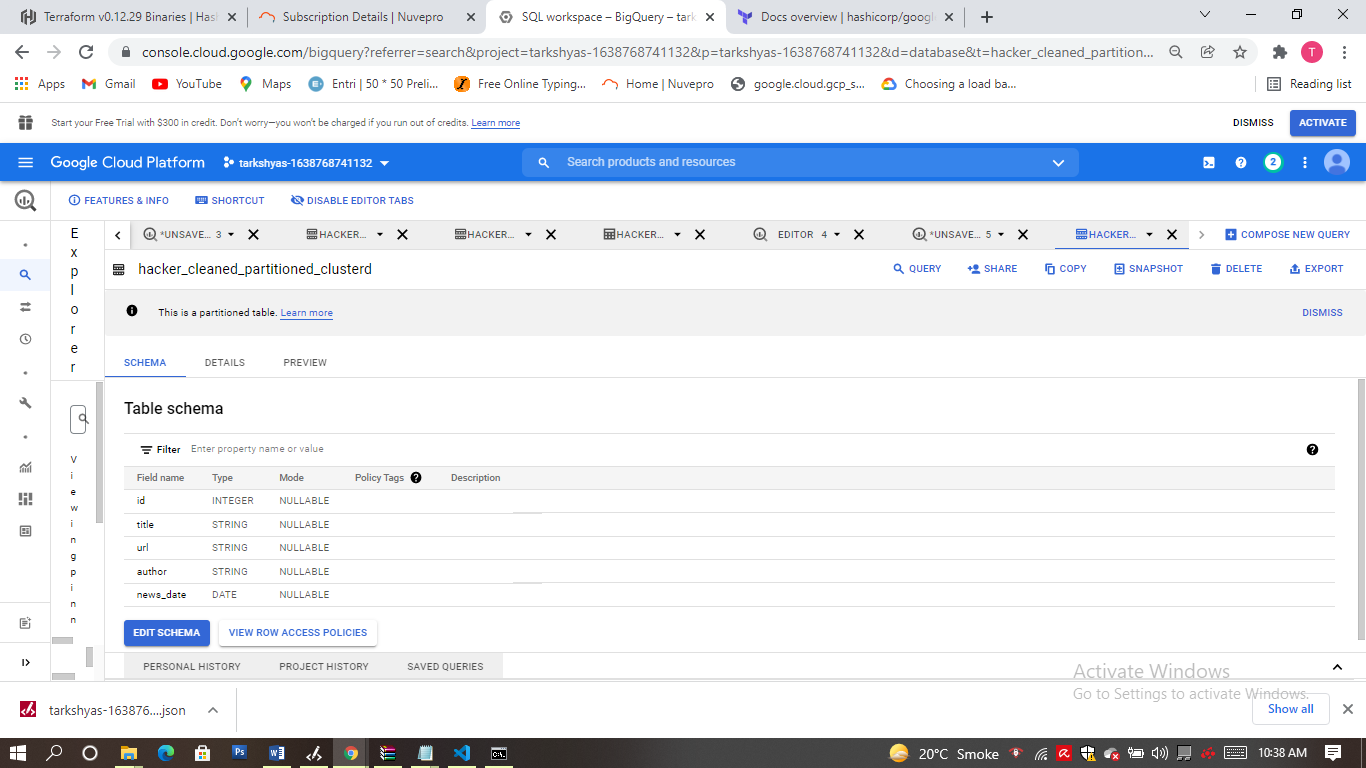 Terraform v0.12.29 Binaries | Hash
Subscription Details | Nuvepro
SQL workspace – BigQuery – tark
Docs overview | hashicorp/google
console.cloud.google.com/bigquery?referrer=search&project=tarkshyas-1638768741132&p=tarkshyas-1638768741132&d=database&t=hacker_cleaned_partition...
T
Apps
Gmail
YouTube
Maps
Entri | 50 * 50 Preli...
Free Online Typing...
Home | Nuvepro
google.cloud.gcp_s...
Choosing a load ba...
Reading list
Start your Free Trial with $300 in credit. Don't worry—you won't be charged if you run out of credits. Learn more
DISMISS
ACTIVATE
Google Cloud Platform
tarkshyas-1638768741132
Search products and resources
2
FEATURES & INFO
SHORTCUT
DISABLE EDITOR TABS
Explorer
Viewing pinn
*UNSAVE... 3
HACKER...
HACKER...
HACKER...
EDITOR 4
*UNSAVE... 5
HACKER...
COMPOSE NEW QUERY
hacker_cleaned_partitioned_clusterd
QUERY
SHARE
COPY
SNAPSHOT
DELETE
EXPORT
This is a partitioned table. Learn more
DISMISS
SCHEMA
DETAILS
PREVIEW
Table schema
Filter
Enter property name or value
Field name Type Mode Policy Tags Description
id INTEGER NULLABLE
title STRING NULLABLE
url STRING NULLABLE
author STRING NULLABLE
news_date DATE NULLABLE
EDIT SCHEMA
VIEW ROW ACCESS POLICIES
PERSONAL HISTORY
PROJECT HISTORY
SAVED QUERIES
Activate Windows
Go to Settings to activate Windows.
tarkshyas-163876....json
Show all
Ps
W
20°C Smoke
10:38 AM